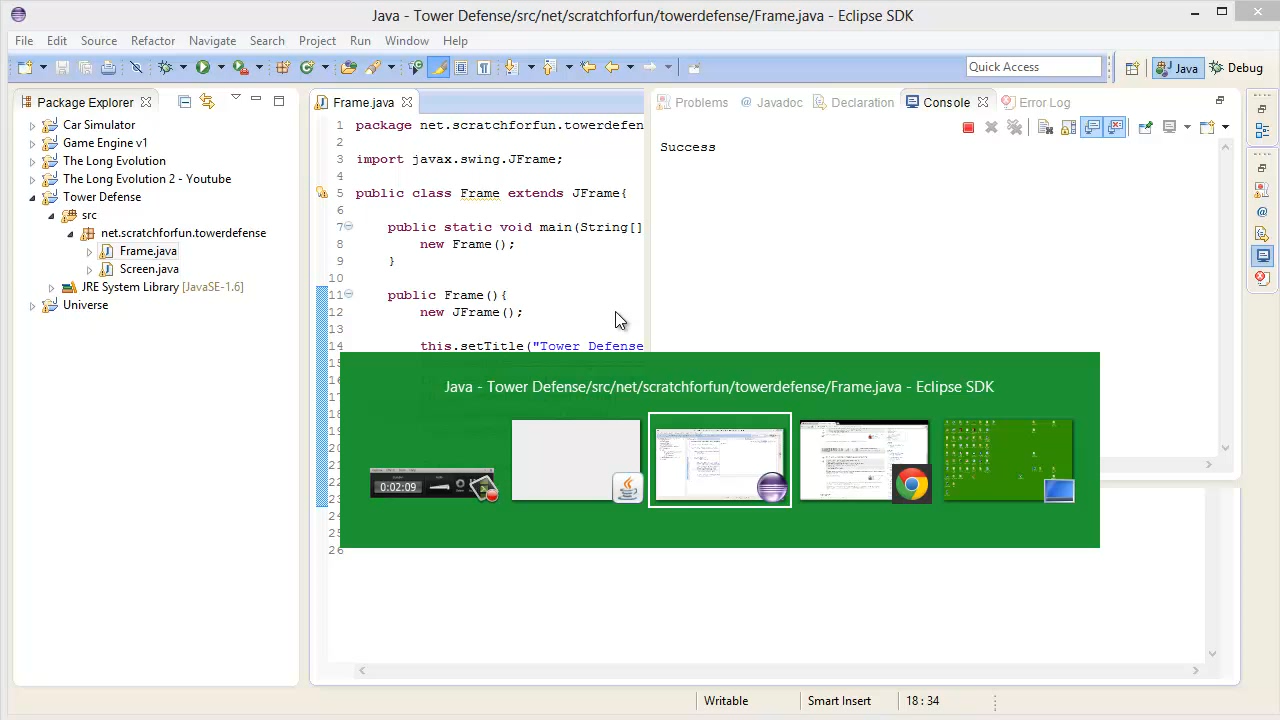 Java - Tower Defense/src/net/scratchforfun/towerdefense/Frame.java - Eclipse SDK
File Edit Source Refactor Navigate Search Project Run Window Help
Quick Access
Java
Debug
Package Explorer
Car Simulator
Game Engine v1
The Long Evolution
The Long Evolution 2 - Youtube
Tower Defense
src
net.scratchforfun.towerdefense
Frame.java
Screen.java
JRE System Library [JavaSE-1.6]
Universe
Frame.java
1 package net.scratchforfun.towerdefen
2
3 import javax.swing.JFrame;
4
5 public class Frame extends JFrame{
6
7 public static void main(String[]
8 new Frame();
9 }
10
11 public Frame(){
12 new JFrame();
13
14 this.setTitle("Tower Defense
24
25
26
Problems @ Javadoc Declaration Console Error Log
Success
Java - Tower Defense/src/net/scratchforfun/towerdefense/Frame.java - Eclipse SDK
0:02:09
Writable Smart Insert 18 : 34